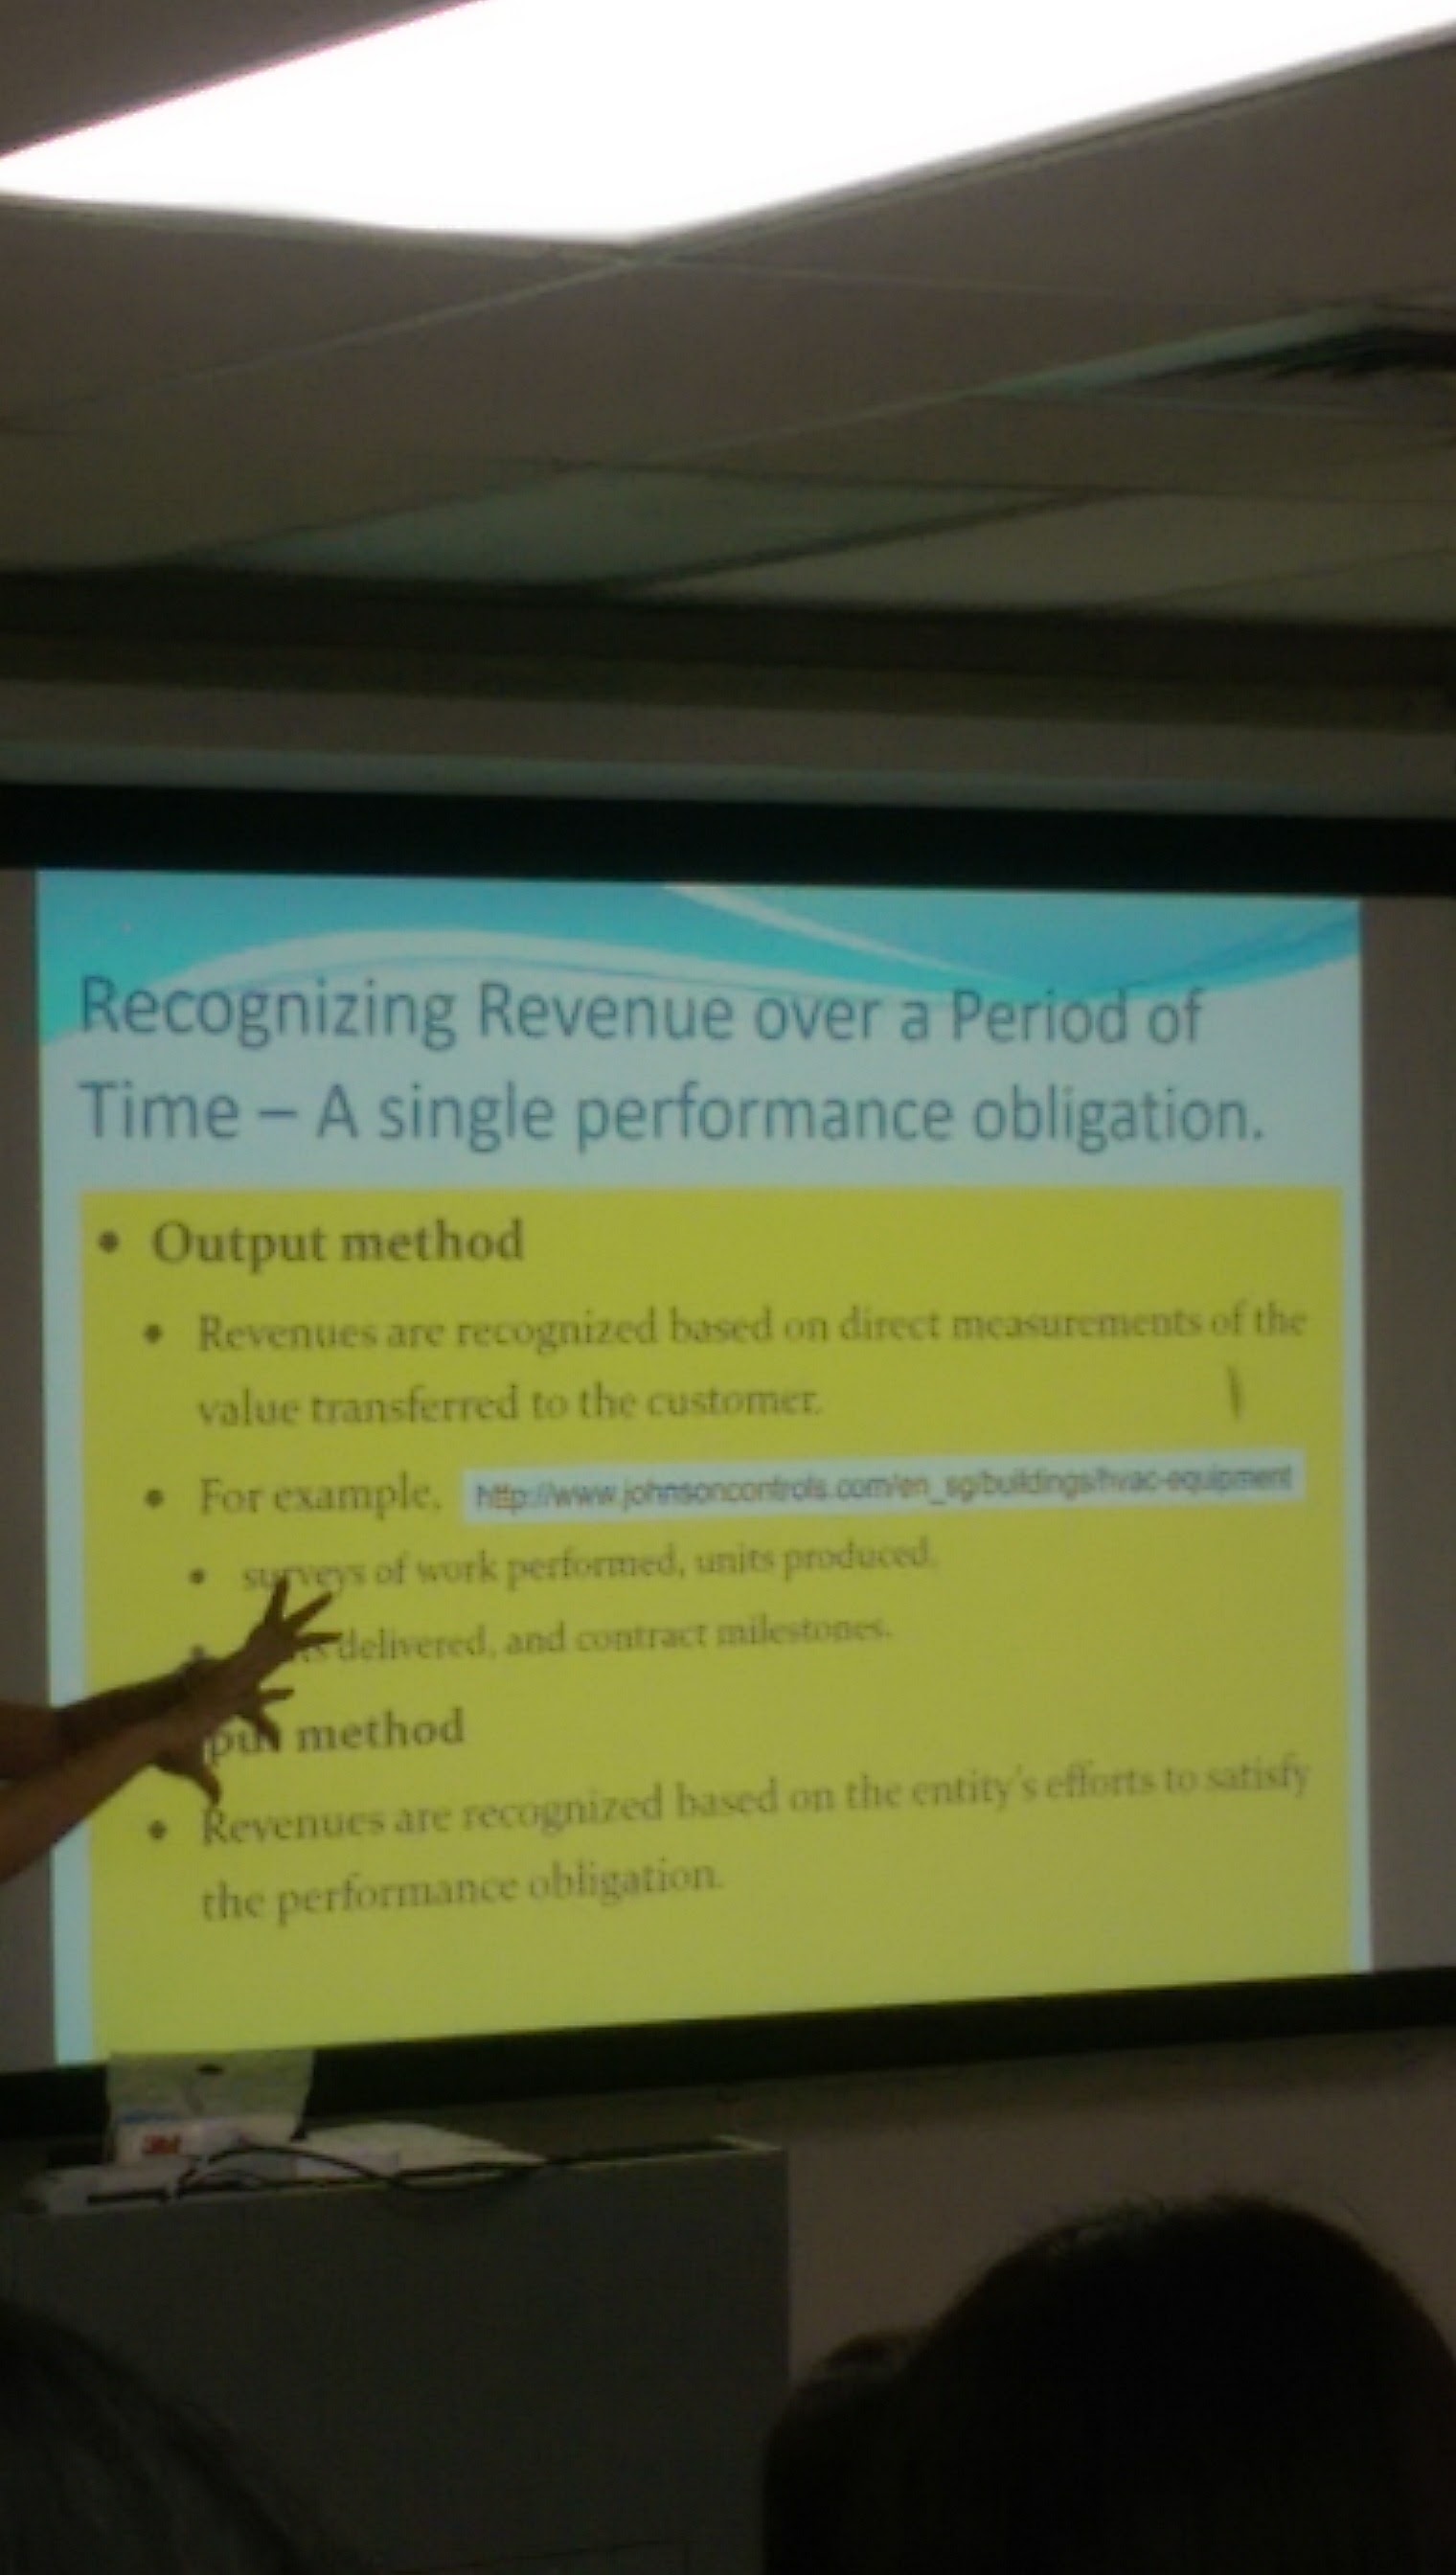 Recognizing Revenue over a Period of
Time – A single performance obligation.
• Output method
• Revenues are recognized based on direct measurements of the
value transferred to the customer.
• For example, http://www.johnsoncontrols.com/en_sg/buildings/hvac-equipment
• surveys of work performed, units produced,
• delivered, and contract milestones.
method
• Revenues are recognized based on the entity's efforts to satisfy
the performance obligation.
3M